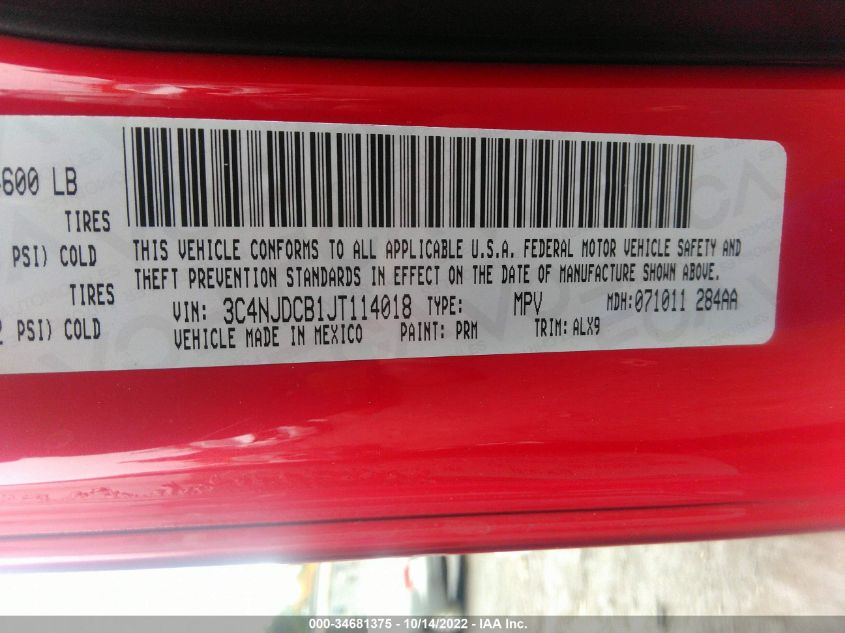 600 LB
TIRES
PSI) COLD
TIRES
PSI) COLD
THIS VEHICLE CONFORMS TO ALL APPLICABLE U.S.A. FEDERAL MOTOR VEHICLE SAFETY AND
THEFT PREVENTION STANDARDS IN EFFECT ON THE DATE OF MANUFACTURE SHOWN ABOVE.
VIN: 3C4NJDCB1JT114018 TYPE: MPV MDH:071011 284AA
VEHICLE MADE IN MEXICO PAINT: PRM TRIM: ALX9
000-34681375 - 10/14/2022 - IAA Inc.